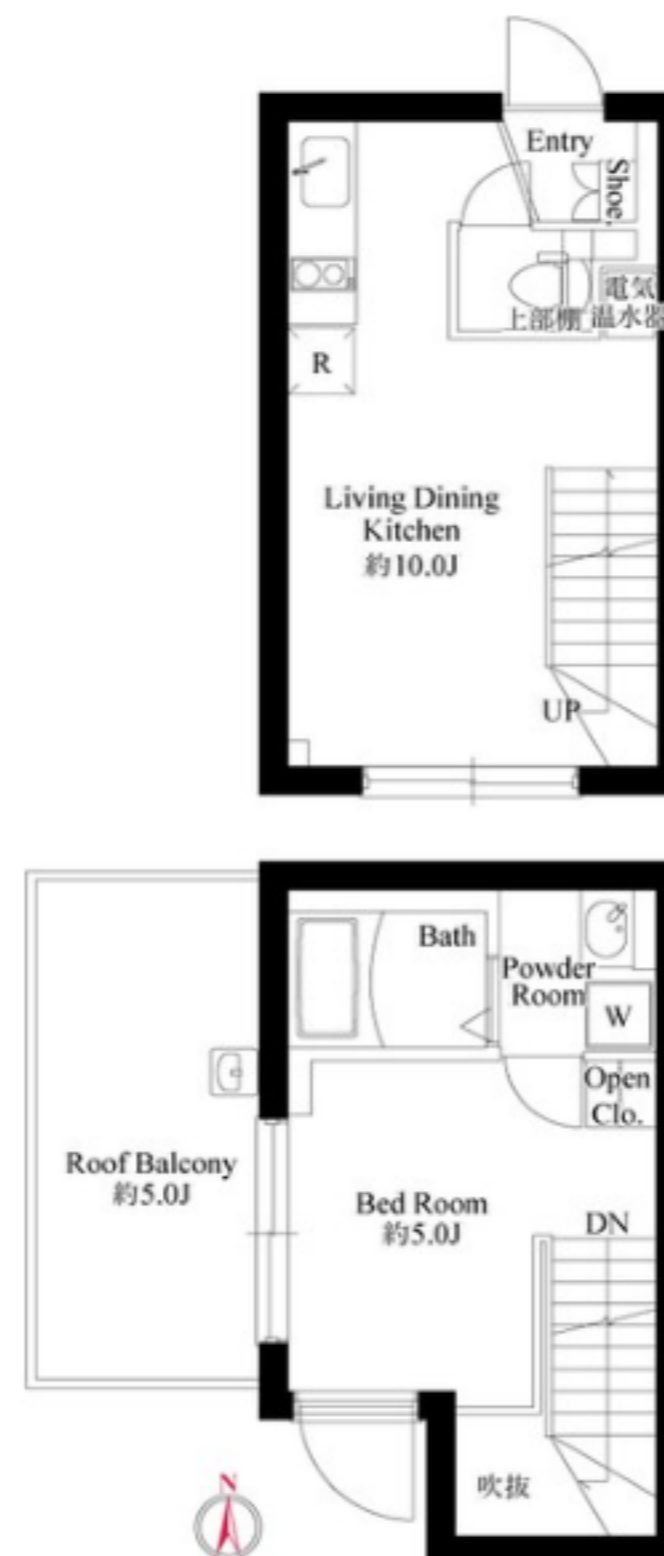 Entry
Shoe.
電気
温水器
上部棚
R
Living Dining
Kitchen
約10.0J
UP
Bath
Powder
Room
W
Open
Clo.
Roof Balcony
約5.0J
Bed Room
約5.0J
DN
吹抜
N